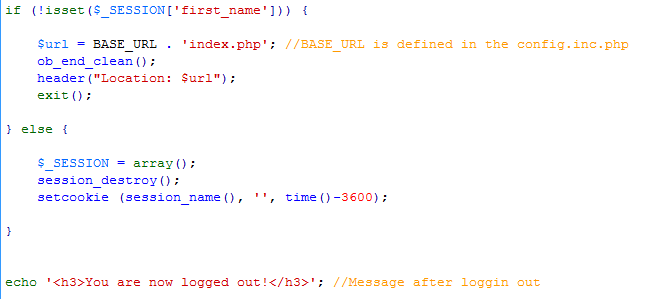 if (!isset($_SESSION['first_name'])) {
$url = BASE_URL . 'index.php'; //BASE_URL is defined in the config.inc.php
ob_end_clean();
header("Location: $url");
exit();
} else {
$_SESSION = array();
session_destroy();
setcookie (session_name(), '', time()-3600);
}
echo '<h3>You are now logged out!</h3>'; //Message after loggin out